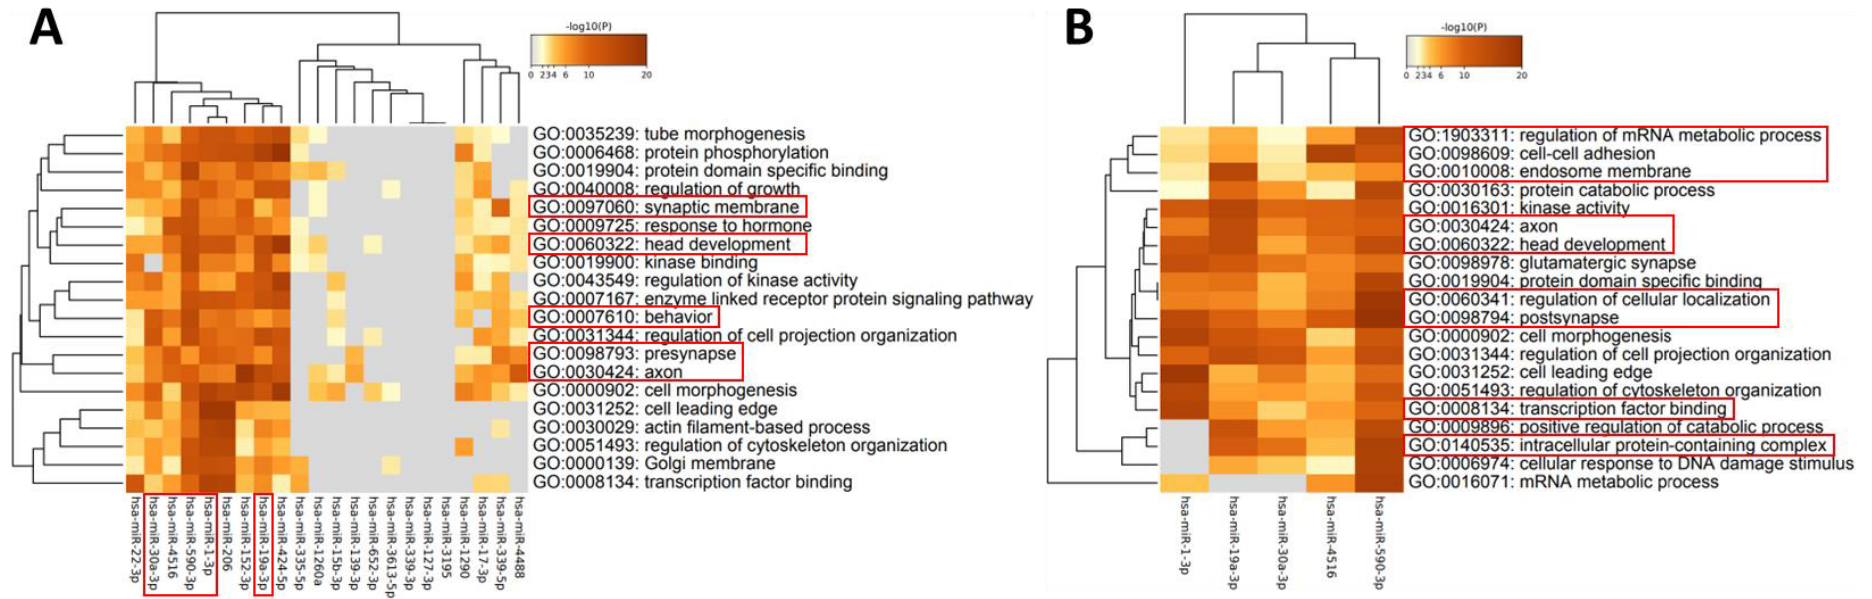 A
-log10(P)
0 2 3 4 6 10 20
GO:0035239: tube morphogenesis
GO:0006468: protein phosphorylation
GO:0019904: protein domain specific binding
GO:0040008: regulation of growth
GO:0097060: synaptic membrane
GO:0009725: response to hormone
GO:0060322: head development
GO:0019900: kinase binding
GO:0043549: regulation of kinase activity
GO:0007167: enzyme linked receptor protein signaling pathway
GO:0007610: behavior
GO:0031344: regulation of cell projection organization
GO:0098793: presynapse
GO:0030424: axon
GO:0000902: cell morphogenesis
GO:0031252: cell leading edge
GO:0030029: actin filament-based process
GO:0051493: regulation of cytoskeleton organization
GO:0000139: Golgi membrane
GO:0008134: transcription factor binding
hsa-miR-22-3p
hsa-miR-30a-3p
hsa-miR-4516
hsa-miR-590-3p
hsa-miR-1-3p
hsa-miR-206
hsa-miR-152-3p
hsa-miR-19a-3p
hsa-miR-424-5p
hsa-miR-335-5p
hsa-miR-1260a
hsa-miR-15b-3p
hsa-miR-139-3p
hsa-miR-652-3p
hsa-miR-3613-5p
hsa-miR-339-3p
hsa-miR-127-3p
hsa-miR-3195
hsa-miR-1290
hsa-miR-17-3p
hsa-miR-339-5p
hsa-miR-4488
B
-log10(P)
0 2 3 4 6 10 20
GO:1903311: regulation of mRNA metabolic process
GO:0098609: cell-cell adhesion
GO:0010008: endosome membrane
GO:0030163: protein catabolic process
GO:0016301: kinase activity
GO:0030424: axon
GO:0060322: head development
GO:0098978: glutamatergic synapse
GO:0019904: protein domain specific binding
GO:0060341: regulation of cellular localization
GO:0098794: postsynapse
GO:0000902: cell morphogenesis
GO:0031344: regulation of cell projection organization
GO:0031252: cell leading edge
GO:0051493: regulation of cytoskeleton organization
GO:0008134: transcription factor binding
GO:0009896: positive regulation of catabolic process
GO:0140535: intracellular protein-containing complex
GO:0006974: cellular response to DNA damage stimulus
GO:0016071: mRNA metabolic process
hsa-miR-1-3p
hsa-miR-19a-3p
hsa-miR-30a-3p
hsa-miR-4516
hsa-miR-590-3p